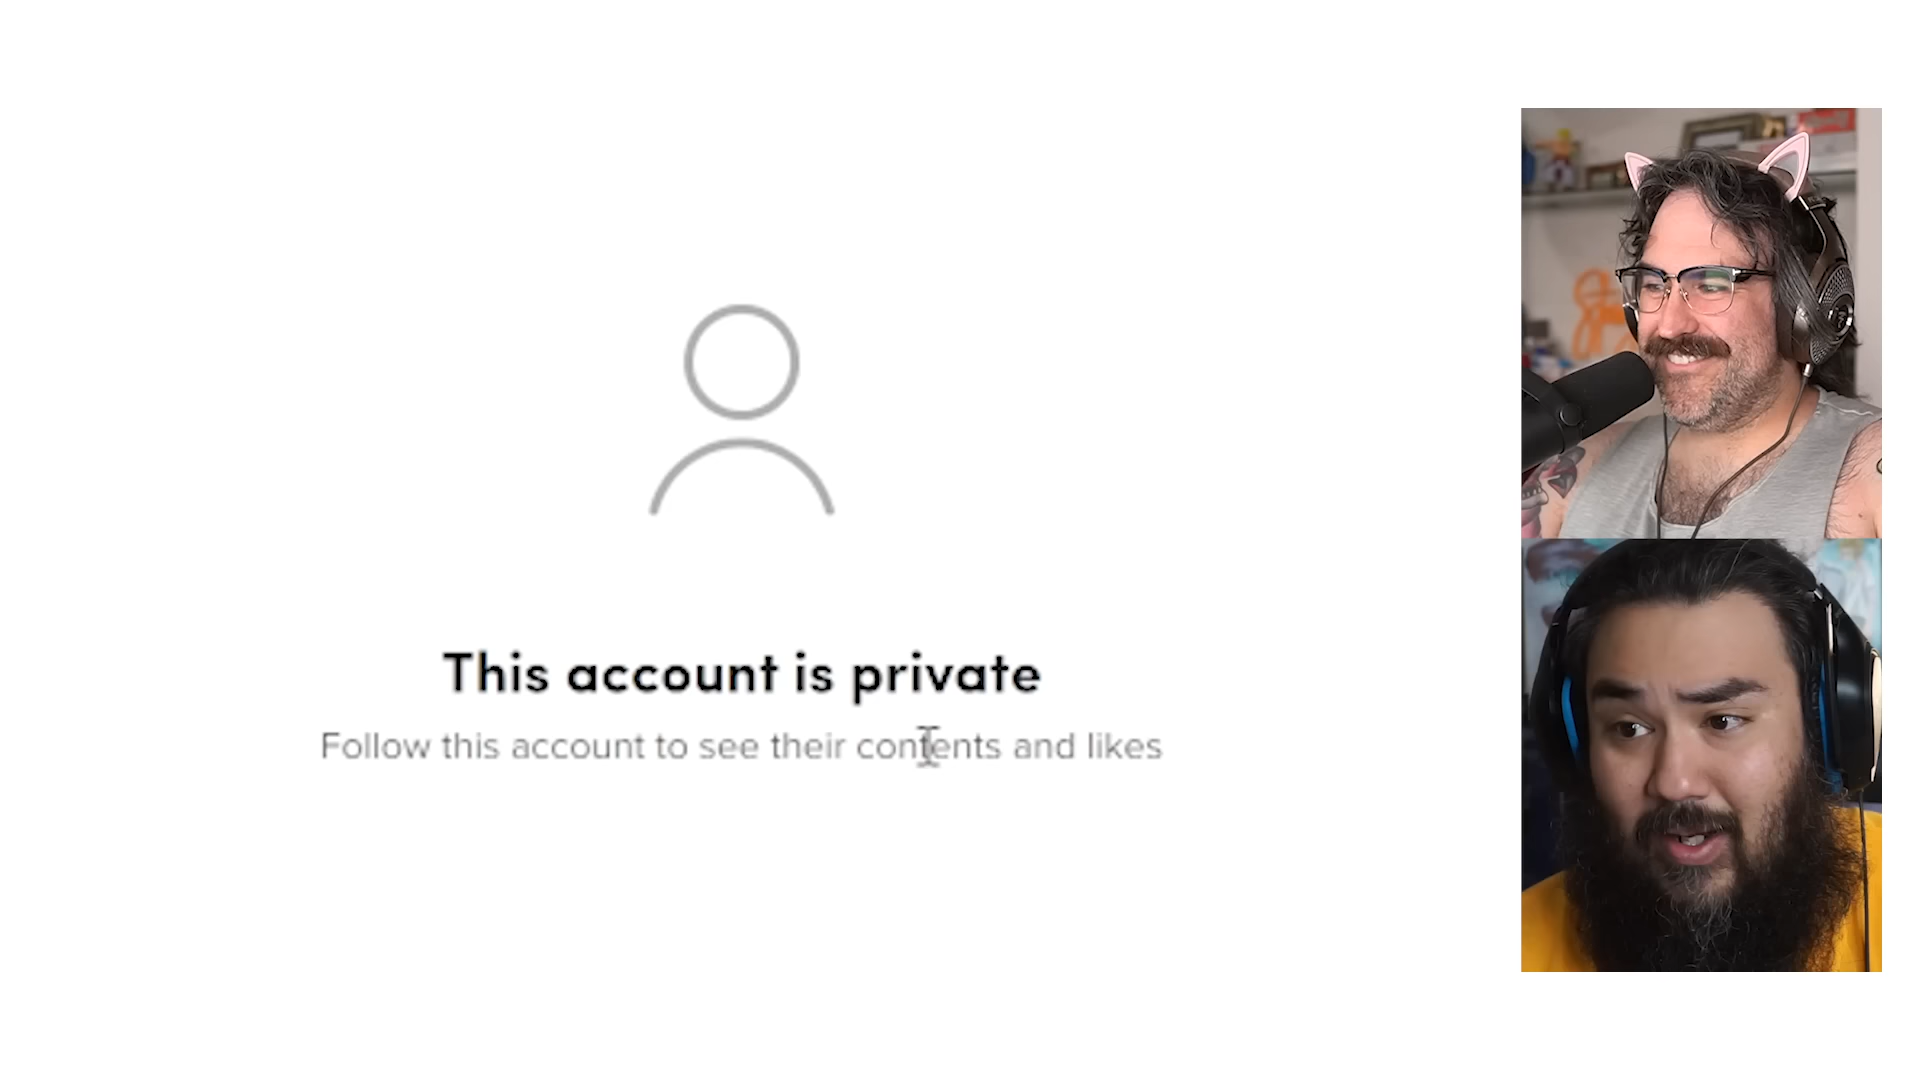 This account is private
Follow this account to see their contents and likes